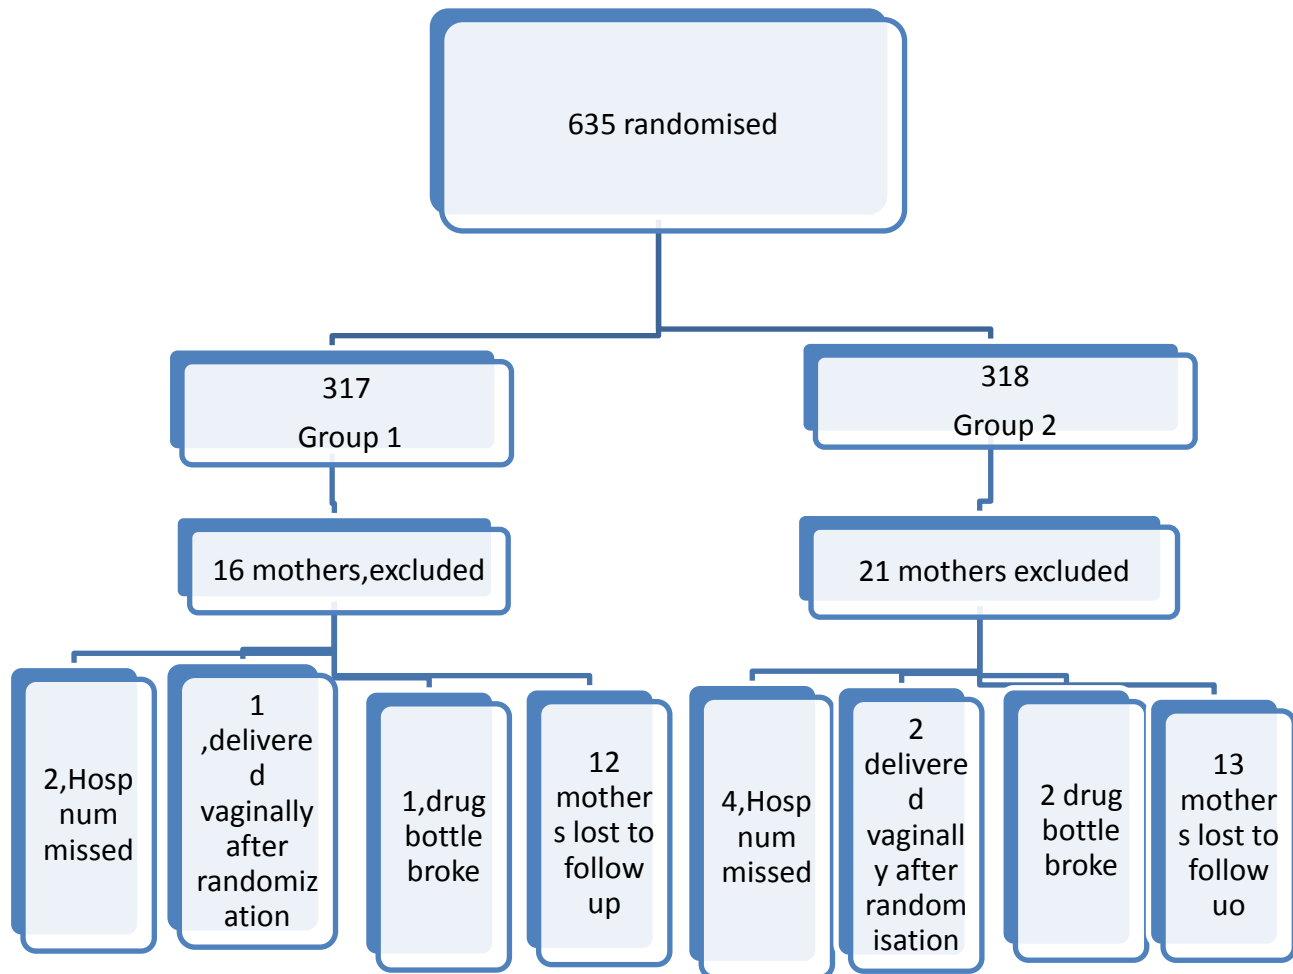 635 randomised
317
Group 1
318
Group 2
16 mothers,excluded
21 mothers excluded
2,Hosp
num
missed
1
,delivere
d
vaginally
after
randomiz
ation
1,drug
bottle
broke
12
mother
s lost to
follow
up
4,Hosp
num
missed
2
delivere
d
vaginall
y after
random
isation
2 drug
bottle
broke
13
mother
s lost to
follow
uo